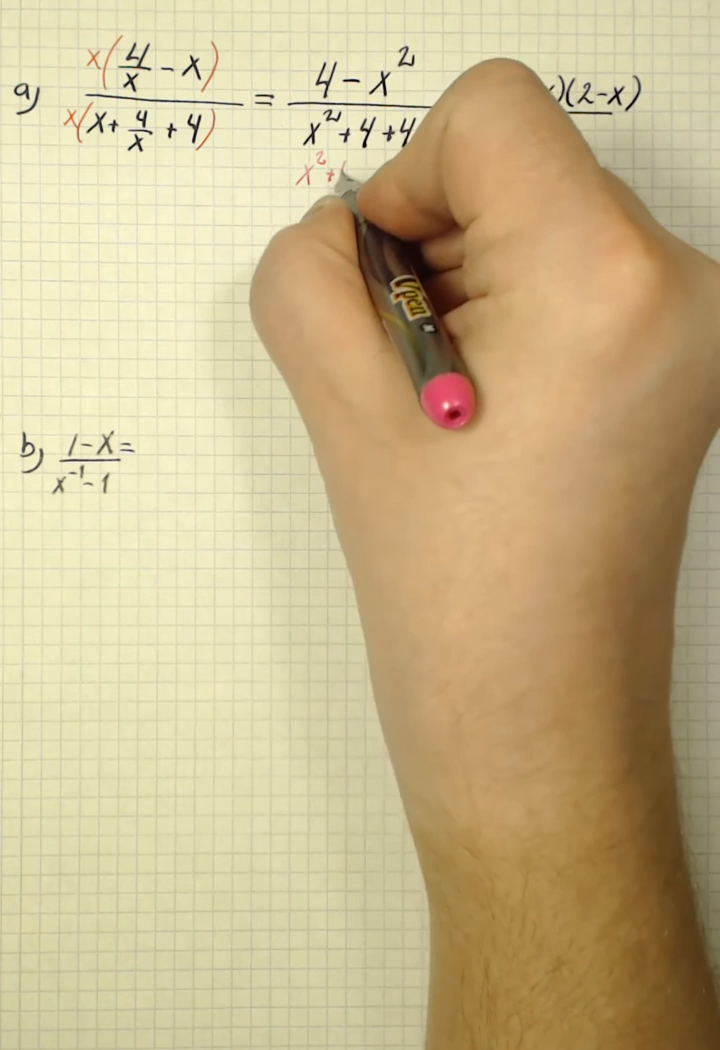 a) x(4/x - x) / x(x + 4/x + 4) = 4 - x² / x² + 4 + 4 )(2-x)
x² + (
b) 1 - x / x⁻¹ - 1 =